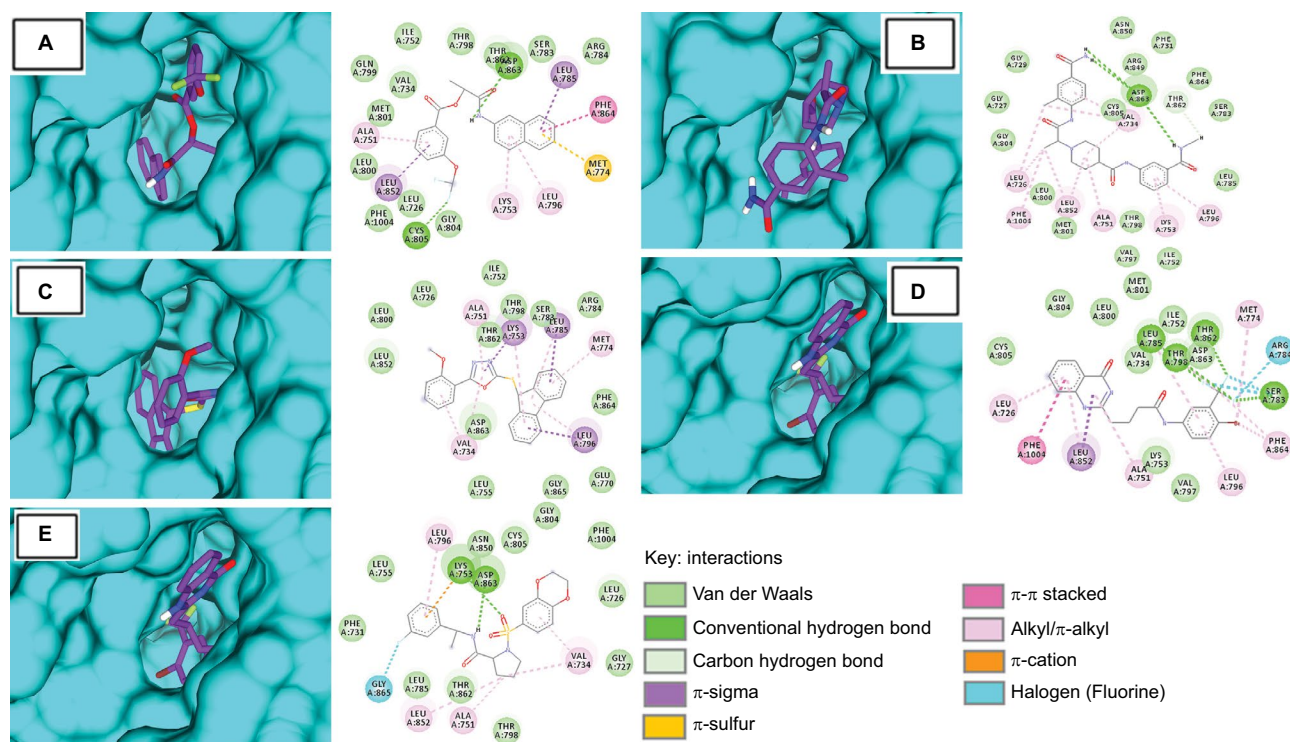 A
ILE
A:752
THR
A:798
THR
A:862
ASP
A:863
SER
A:783
ARG
A:784
GLN
A:799
VAL
A:734
LEU
A:785
MET
A:801
PHE
A:864
ALA
A:751
LEU
A:800
MET
A:774
LEU
A:852
LEU
A:726
LYS
A:753
LEU
A:796
PHE
A:1004
GLY
A:804
CYS
A:805
H
B
ASN
A:850
PHE
A:731
GLY
A:729
ARG
A:849
PHE
A:864
GLY
A:727
ASP
A:863
THR
A:862
SER
A:783
CYS
A:805
VAL
A:734
GLY
A:804
LEU
A:726
LEU
A:800
LEU
A:852
LEU
A:785
PHE
A:1004
MET
A:801
ALA
A:751
THR
A:798
LYS
A:753
LEU
A:796
H
H
H
C
ILE
A:752
LEU
A:726
ALA
A:751
THR
A:798
SER
A:783
ARG
A:784
LEU
A:800
THR
A:862
LYS
A:753
LEU
A:785
MET
A:774
LEU
A:852
PHE
A:864
ASP
A:863
VAL
A:734
LEU
A:796
D
VAL
A:797
ILE
A:752
MET
A:801
GLY
A:804
LEU
A:800
ILE
A:752
THR
A:862
MET
A:774
CYS
A:805
LEU
A:785
VAL
A:734
THR
A:798
ASP
A:863
ARG
A:784
LEU
A:726
SER
A:783
PHE
A:1004
LEU
A:852
ALA
A:751
LYS
A:753
VAL
A:797
LEU
A:796
PHE
A:864
E
LEU
A:755
GLY
A:865
GLU
A:770
GLY
A:804
LEU
A:796
ASN
A:850
CYS
A:805
PHE
A:1004
LEU
A:755
LYS
A:753
ASP
A:863
LEU
A:726
PHE
A:731
VAL
A:734
GLY
A:727
GLY
A:865
LEU
A:785
THR
A:862
LEU
A:852
ALA
A:751
THR
A:798
H
Key: interactions
Van der Waals
Conventional hydrogen bond
Carbon hydrogen bond
π-sigma
π-sulfur
π-π stacked
Alkyl/π-alkyl
π-cation
Halogen (Fluorine)